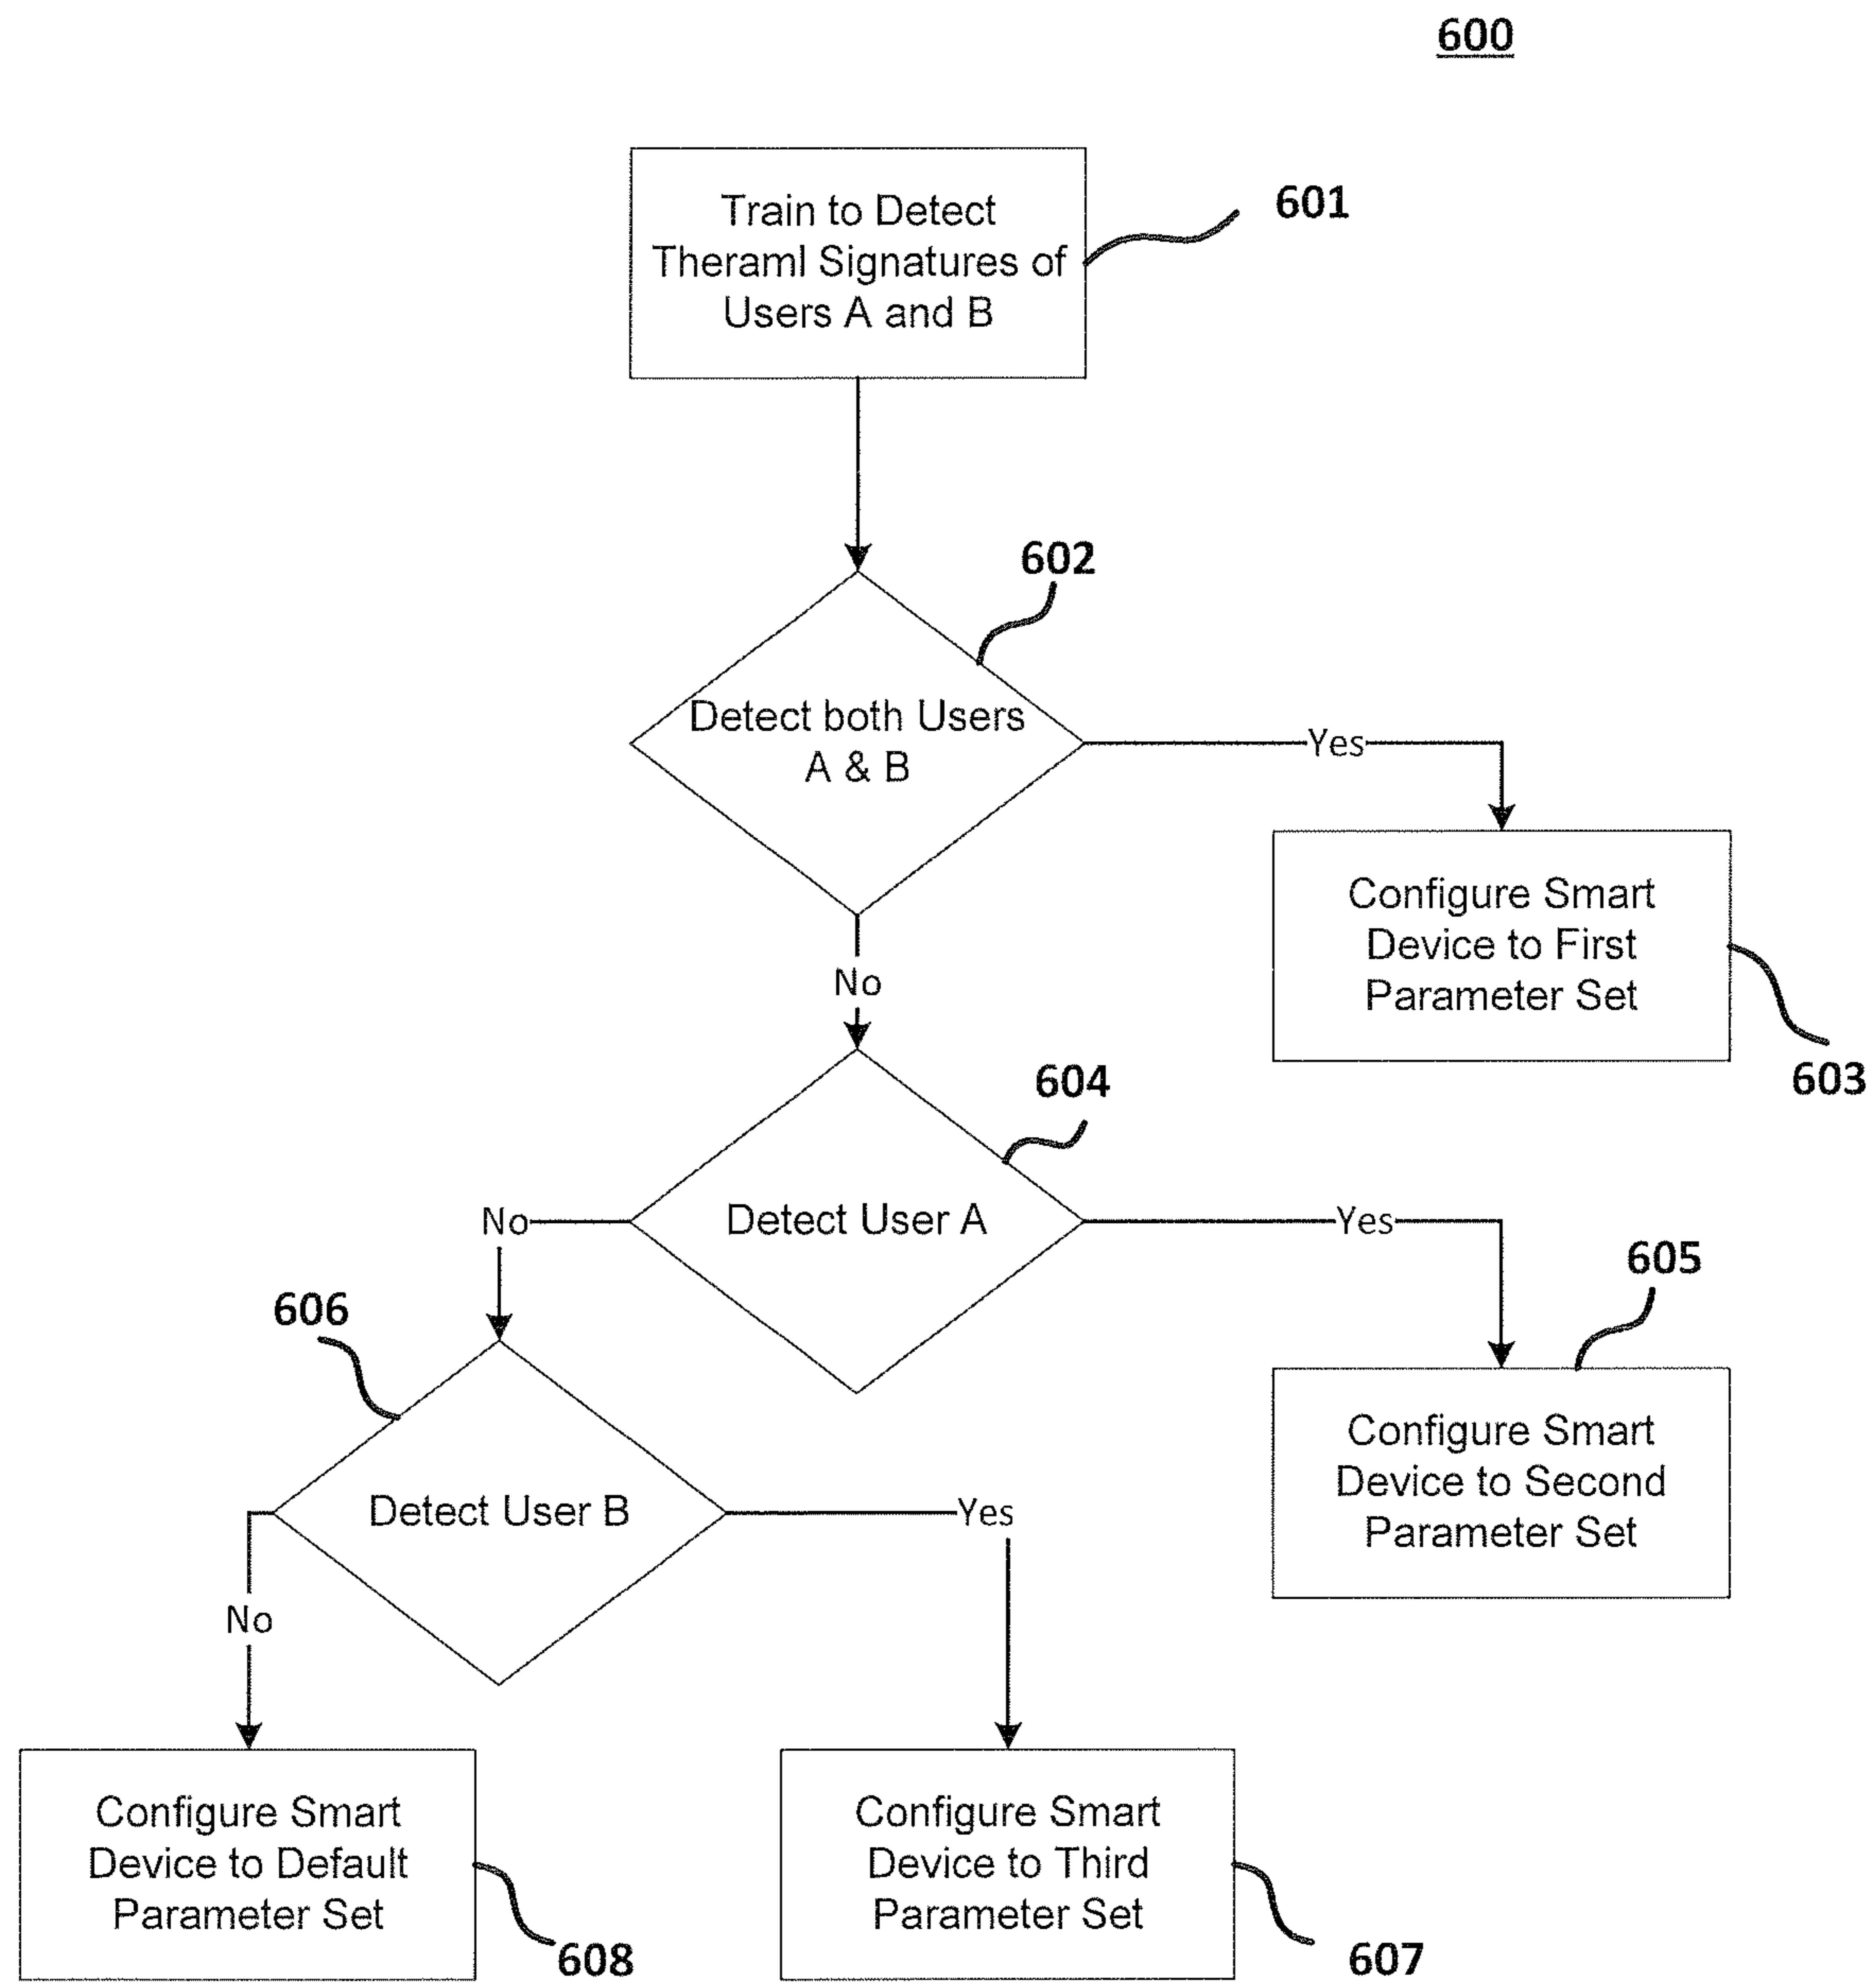 600
Train to Detect
Theraml Signatures of
Users A and B
601
602
Detect both Users
A & B
Yes
Configure Smart
Device to First
Parameter Set
603
No
604
Detect User A
Yes
No
605
Configure Smart
Device to Second
Parameter Set
606
Detect User B
Yes
No
Configure Smart
Device to Default
Parameter Set
608
Configure Smart
Device to Third
Parameter Set
607